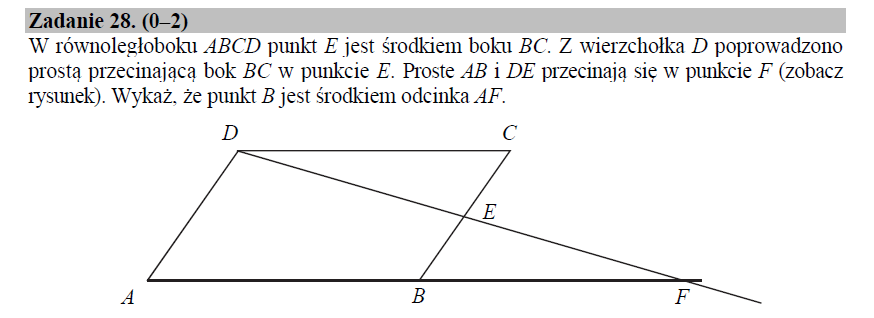 Zadanie 28. (0–2)
W równoległoboku ABCD punkt E jest środkiem boku BC. Z wierzchołka D poprowadzono
prostą przecinającą bok BC w punkcie E. Proste AB i DE przecinają się w punkcie F (zobacz
rysunek). Wykaż, że punkt B jest środkiem odcinka AF.
D C
E
A B F